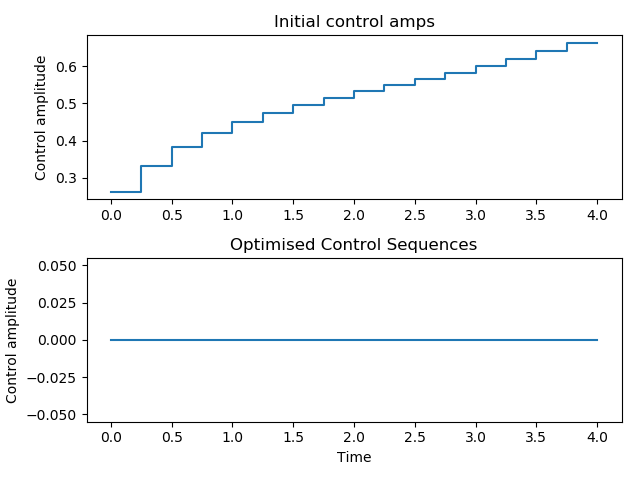 Initial control amps
Control amplitude
0.6
0.5
0.4
0.3
0.0 0.5 1.0 1.5 2.0 2.5 3.0 3.5 4.0
Optimised Control Sequences
Control amplitude
0.050
0.025
0.000
−0.025
−0.050
0.0 0.5 1.0 1.5 2.0 2.5 3.0 3.5 4.0
Time